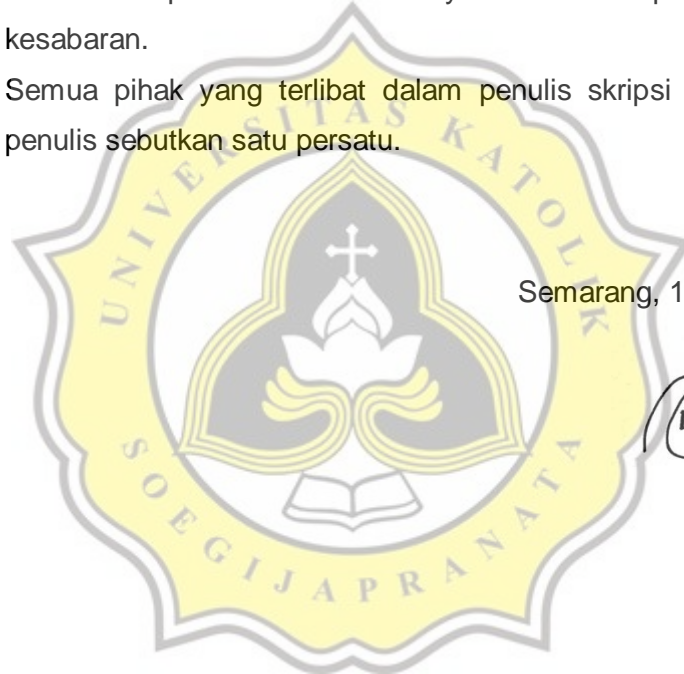 kesabaran.
Semua pihak yang terlibat dalam penulis skripsi
penulis sebutkan satu persatu.
UNIVERSITAS KATOLIK
Semarang, 1
SOEGIJAPRANATA